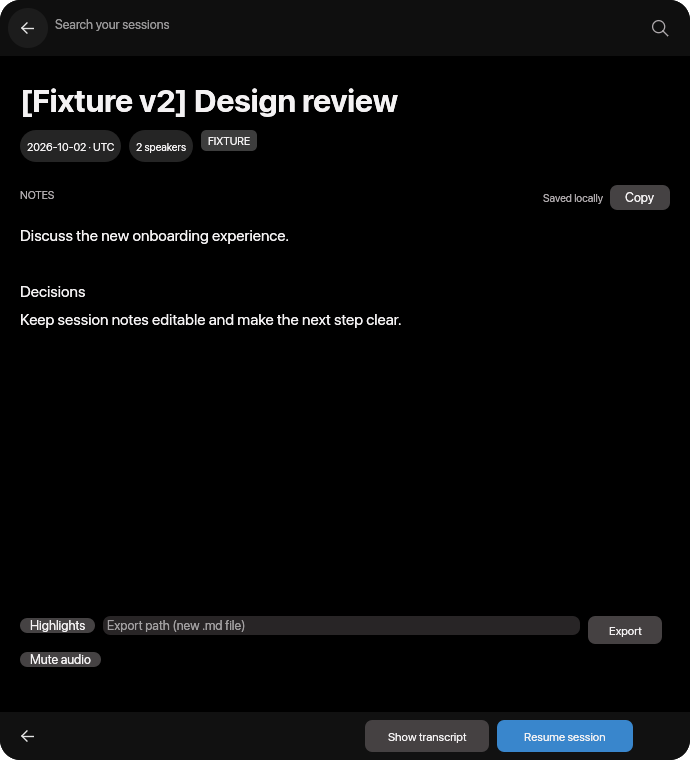 Search your sessions
[Fixture v2] Design review
2026-10-02 · UTC
2 speakers
FIXTURE
NOTES
Saved locally
Copy
Discuss the new onboarding experience.
Decisions
Keep session notes editable and make the next step clear.
Highlights
Export path (new .md file)
Export
Mute audio
Show transcript
Resume session